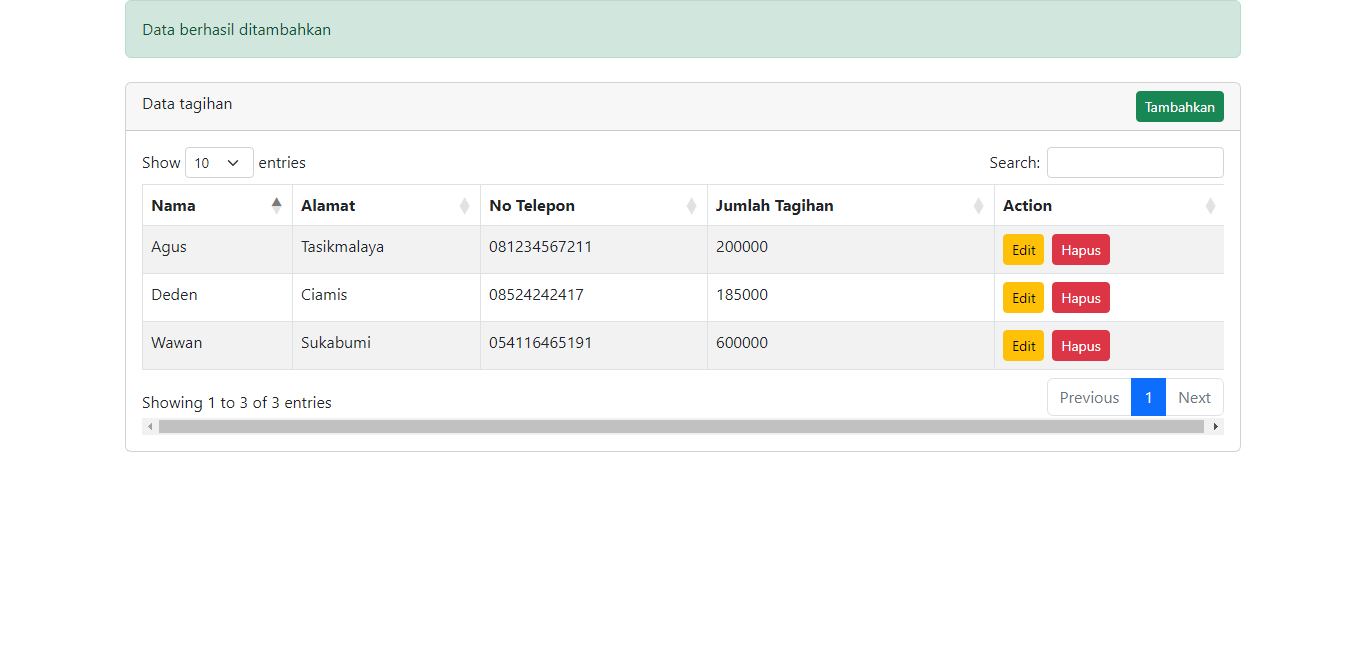 Data berhasil ditambahkan
Data tagihan Tambahkan
Show 10 entries Search:
Nama Alamat No Telepon Jumlah Tagihan Action
Agus Tasikmalaya 081234567211 200000 Edit Hapus
Deden Ciamis 08524242417 185000 Edit Hapus
Wawan Sukabumi 054116465191 600000 Edit Hapus
Showing 1 to 3 of 3 entries Previous 1 Next